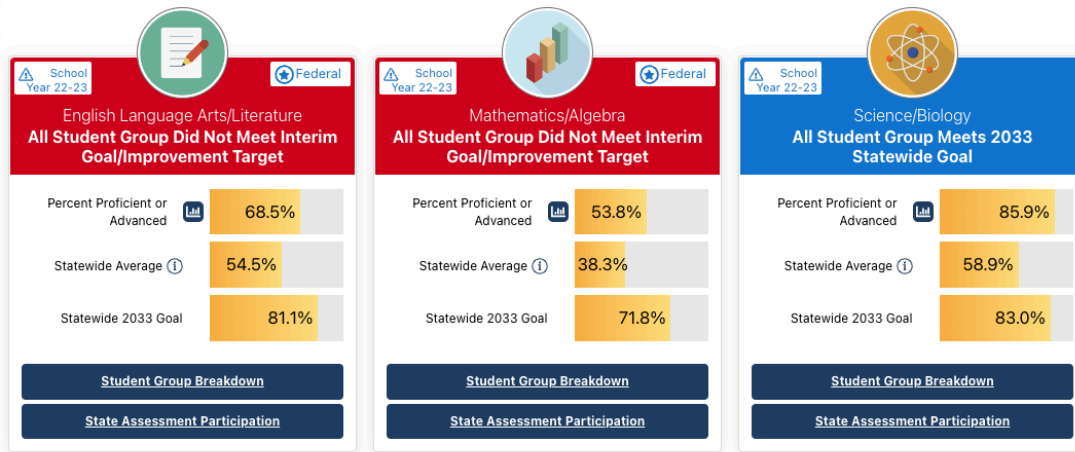 School
Year 22-23
Federal
English Language Arts/Literature
All Student Group Did Not Meet Interim
Goal/Improvement Target
Percent Proficient or
Advanced
68.5%
Statewide Average
54.5%
Statewide 2033 Goal
81.1%
Student Group Breakdown
State Assessment Participation
School
Year 22-23
Federal
Mathematics/Algebra
All Student Group Did Not Meet Interim
Goal/Improvement Target
Percent Proficient or
Advanced
53.8%
Statewide Average
38.3%
Statewide 2033 Goal
71.8%
Student Group Breakdown
State Assessment Participation
School
Year 22-23
Science/Biology
All Student Group Meets 2033
Statewide Goal
Percent Proficient or
Advanced
85.9%
Statewide Average
58.9%
Statewide 2033 Goal
83.0%
Student Group Breakdown
State Assessment Participation